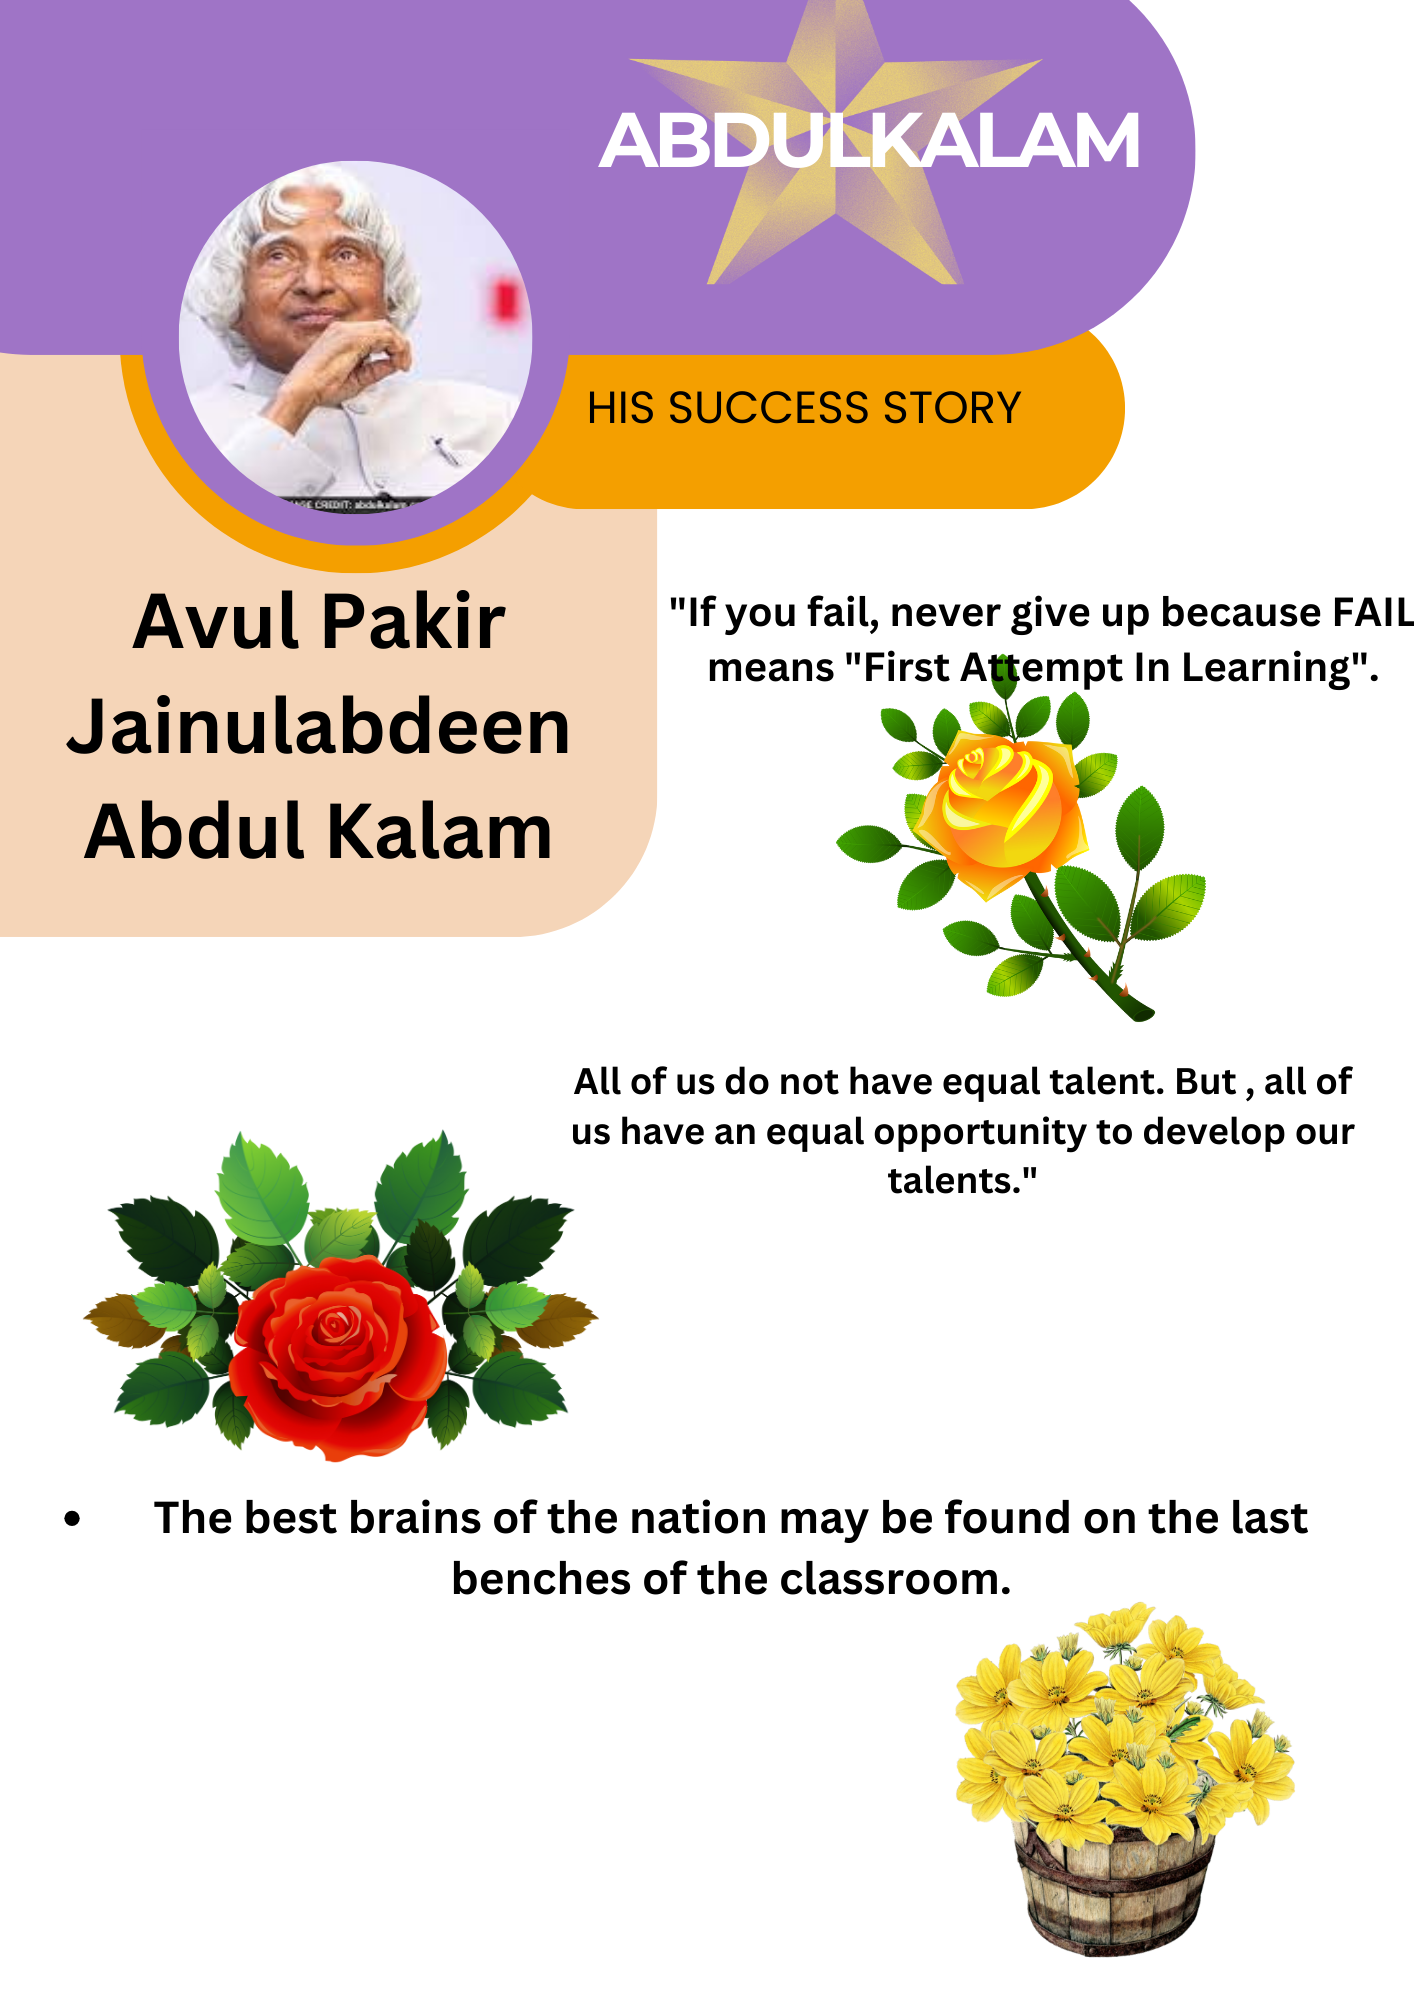 ABDULKALAM
HIS SUCCESS STORY
Avul Pakir
Jainulabdeen
Abdul Kalam
"If you fail, never give up because FAIL
means "First Attempt In Learning".
All of us do not have equal talent. But , all of
us have an equal opportunity to develop our
talents."
• The best brains of the nation may be found on the last
benches of the classroom.